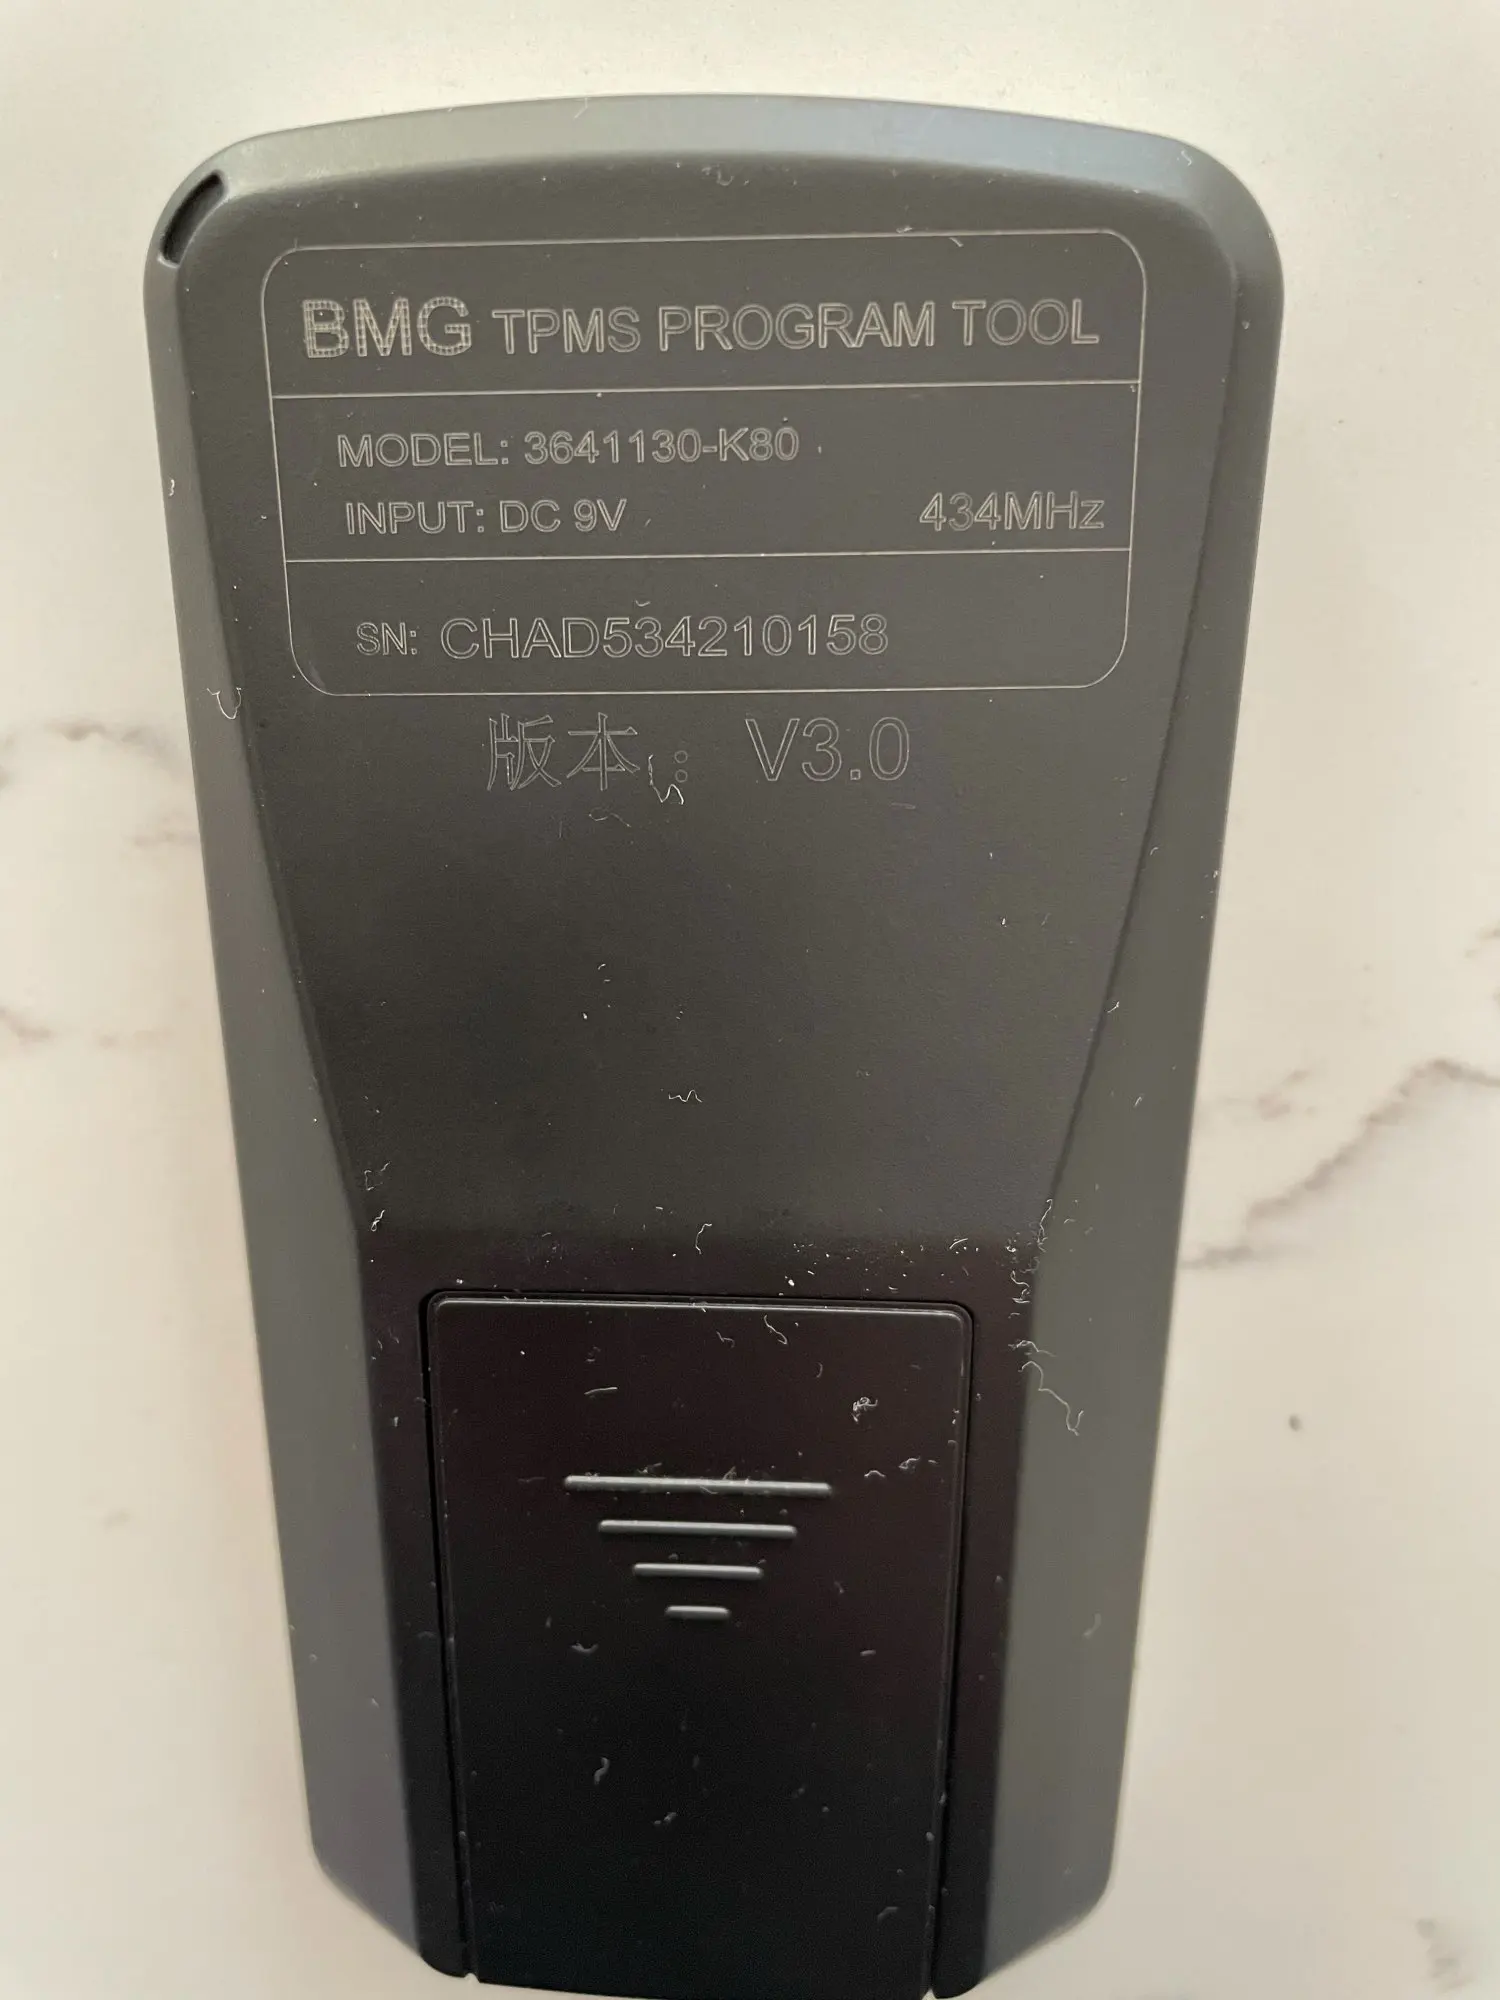 BMG TPMS PROGRAM TOOL
MODEL: 3641130-K80
INPUT: DC 9V 434MHz
SN: CHAD534210158
版本： V3.0